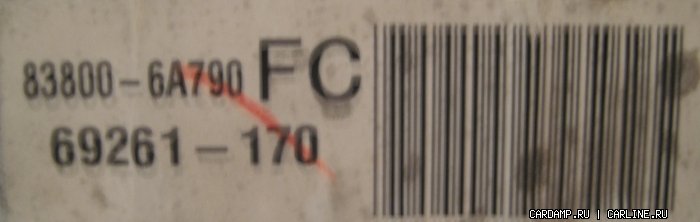 83800-6A790 FC
69261-170
CARDAMP.RU | CARLINE.RU